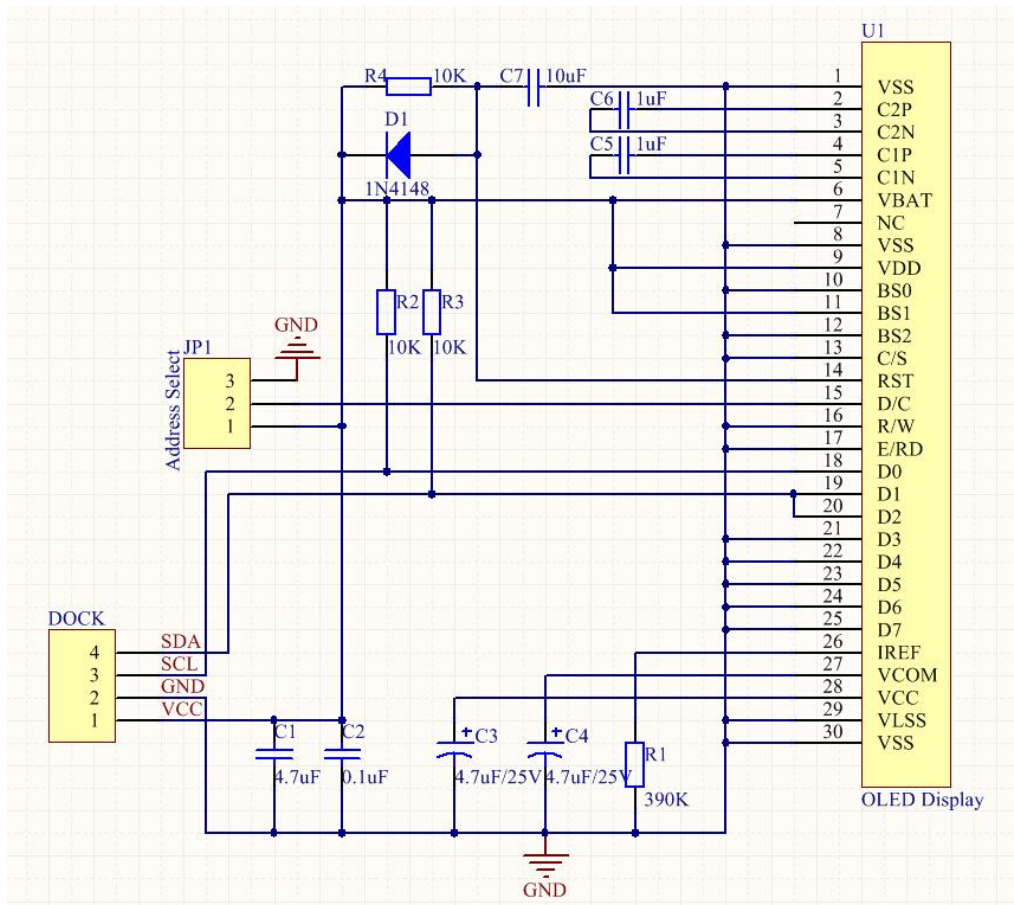 U1
R4 10K C7 10uF
1 VSS
C6 1uF
2 C2P
D1
3 C2N
C5 1uF
4 C1P
5 C1N
1N4148
6 VBAT
7 NC
8 VSS
9 VDD
10 BS0
R2 R3
11 BS1
GND
12 BS2
JP1
10K 10K
13 C/S
Address Select
3
14 RST
2
15 D/C
1
16 R/W
17 E/RD
18 D0
19 D1
20 D2
21 D3
22 D4
23 D5
24 D6
DOCK
25 D7
4 SDA
26 IREF
3 SCL
27 VCOM
2 GND
28 VCC
1 VCC
29 VLSS
C1 C2 + C3 + C4
30 VSS
R1
4.7uF 0.1uF 4.7uF/25V 4.7uF/25V
390K
OLED Display
GND